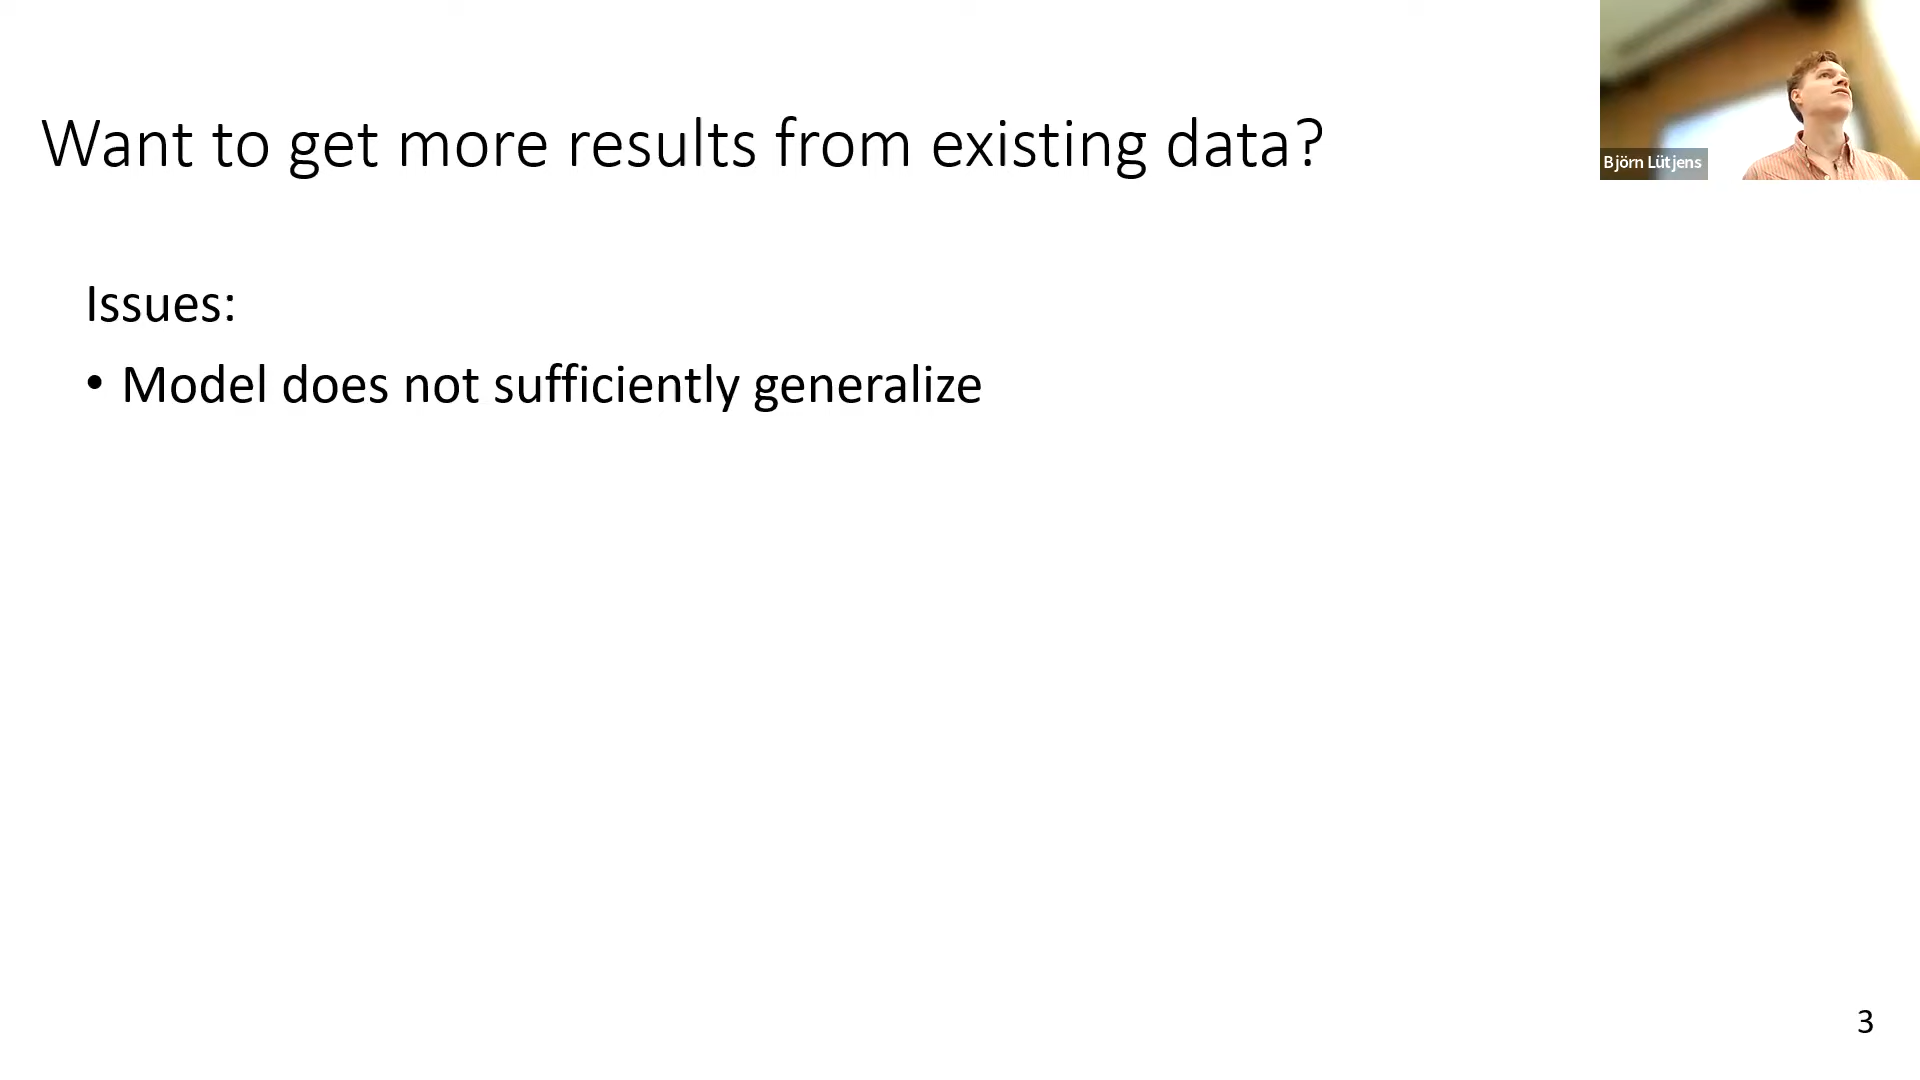 Want to get more results from existing data?
Björn Lütjens
Issues:
• Model does not sufficiently generalize
3